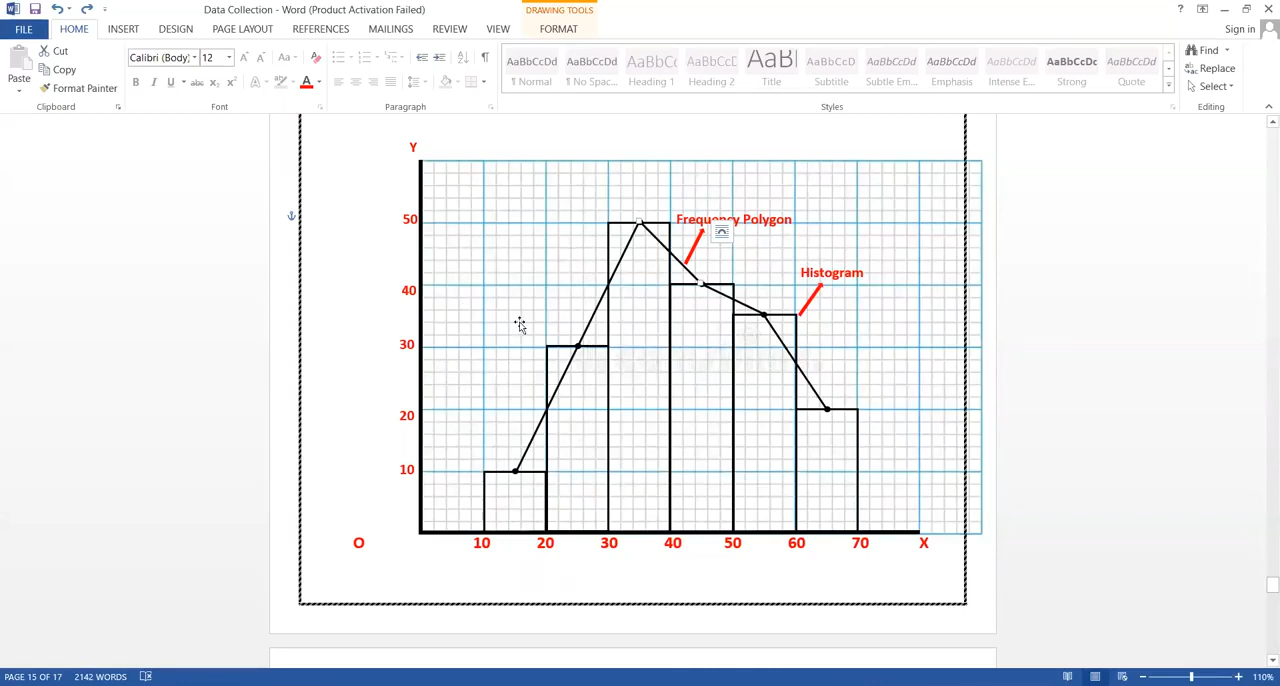 Data Collection - Word (Product Activation Failed)
DRAWING TOOLS
FILE HOME INSERT DESIGN PAGE LAYOUT REFERENCES MAILINGS REVIEW VIEW FORMAT Sign in
Paste
Cut
Copy
Format Painter
Clipboard
Calibri (Body) 12
Font
Paragraph
AaBbCcDd AaBbCcDd AaBbC( AaBbCcC AaB| AaBbCcD AaBbCcDd AaBbCcDd AaBbCcDd AaBbCcDc AaBbCcDd
¶ Normal ¶ No Spac... Heading 1 Heading 2 Title Subtitle Subtle Em... Emphasis Intense E... Strong Quote
Styles
Find
Replace
Select
Editing
Y
50
40
30
20
10
Frequency Polygon
Histogram
O 10 20 30 40 50 60 70 X
PAGE 15 OF 17 2142 WORDS 110%